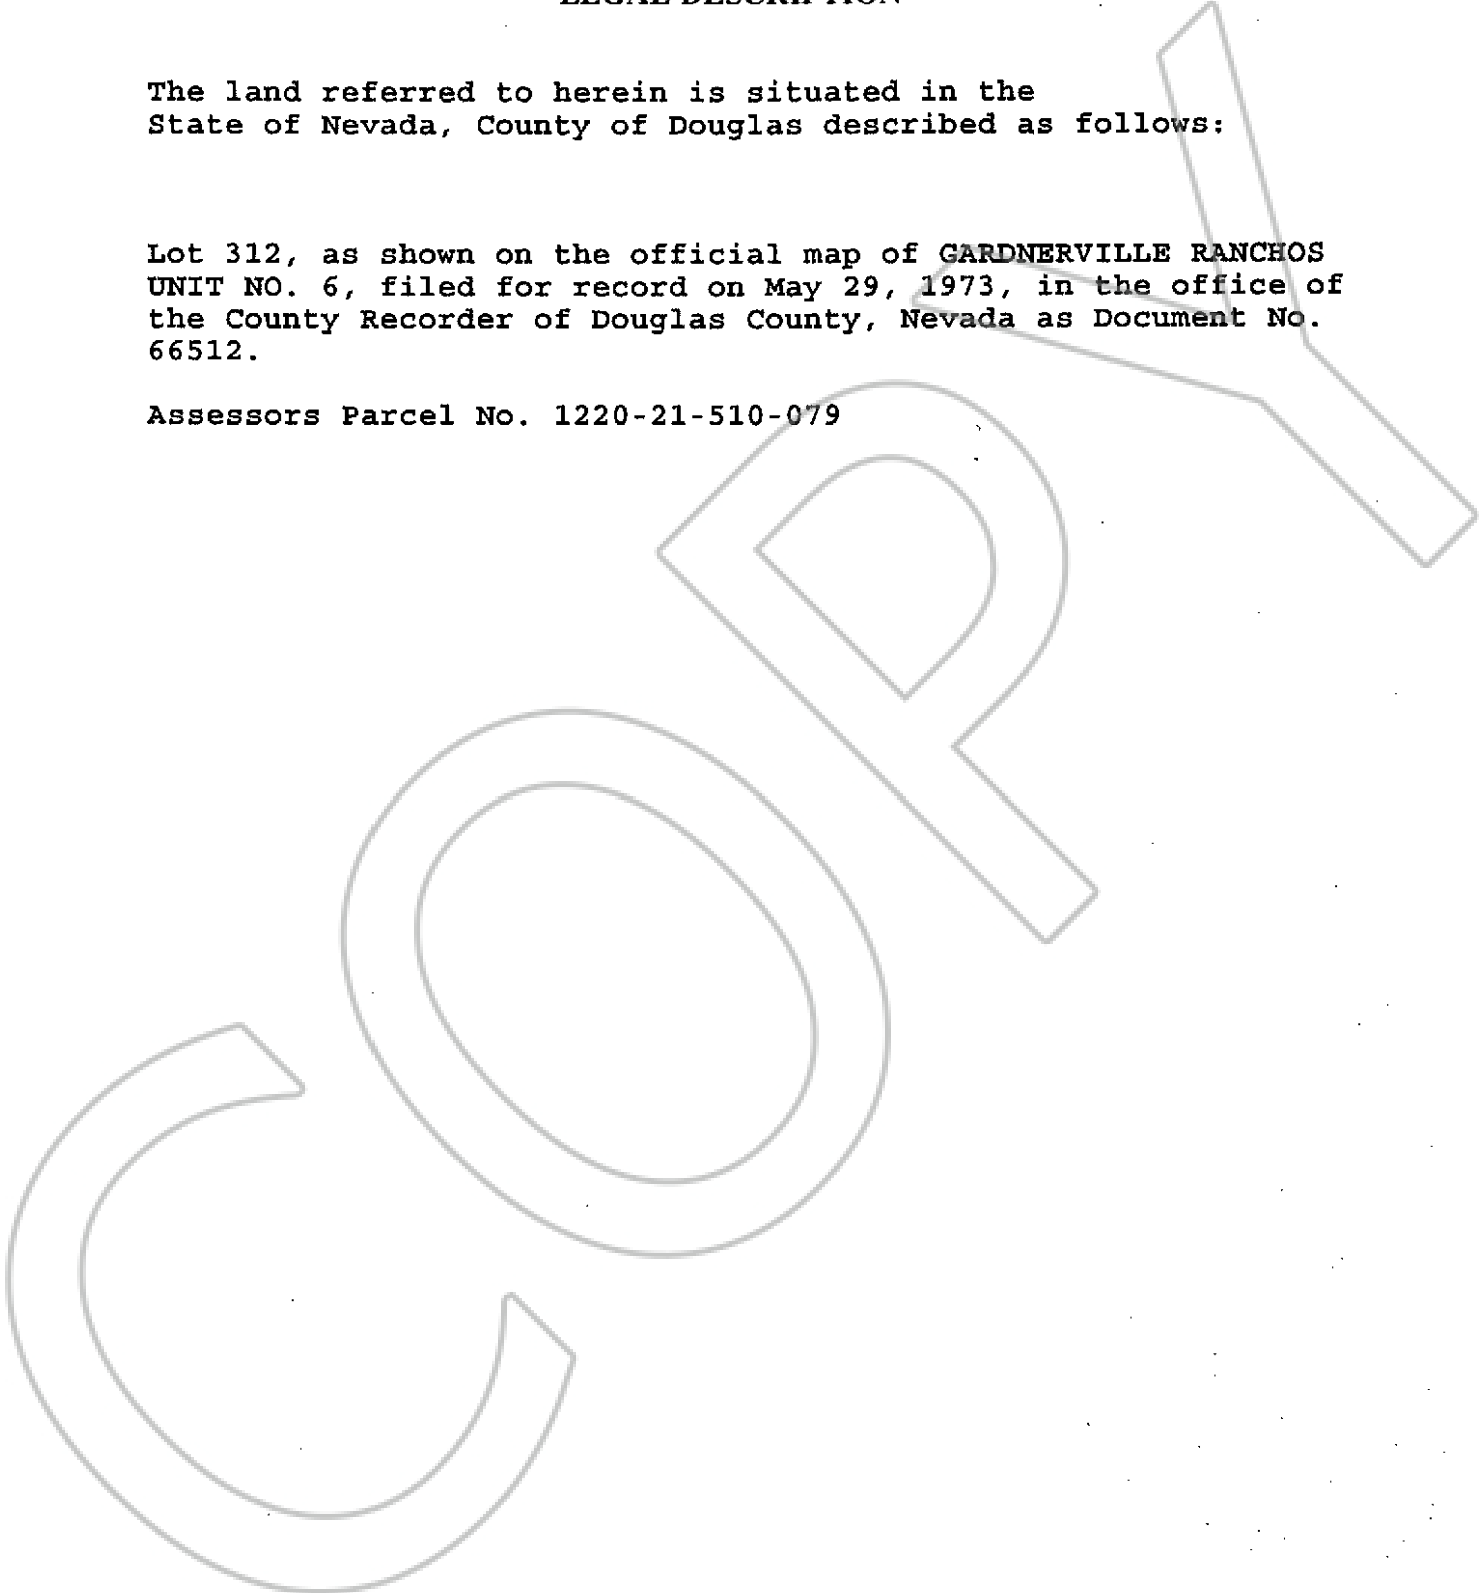 LEGAL DESCRIPTION
The land referred to herein is situated in the
State of Nevada, County of Douglas described as follows:
Lot 312, as shown on the official map of GARDNERVILLE RANCHOS
UNIT NO. 6, filed for record on May 29, 1973, in the office of
the County Recorder of Douglas County, Nevada as Document No.
66512.
Assessors Parcel No. 1220-21-510-079
COPY